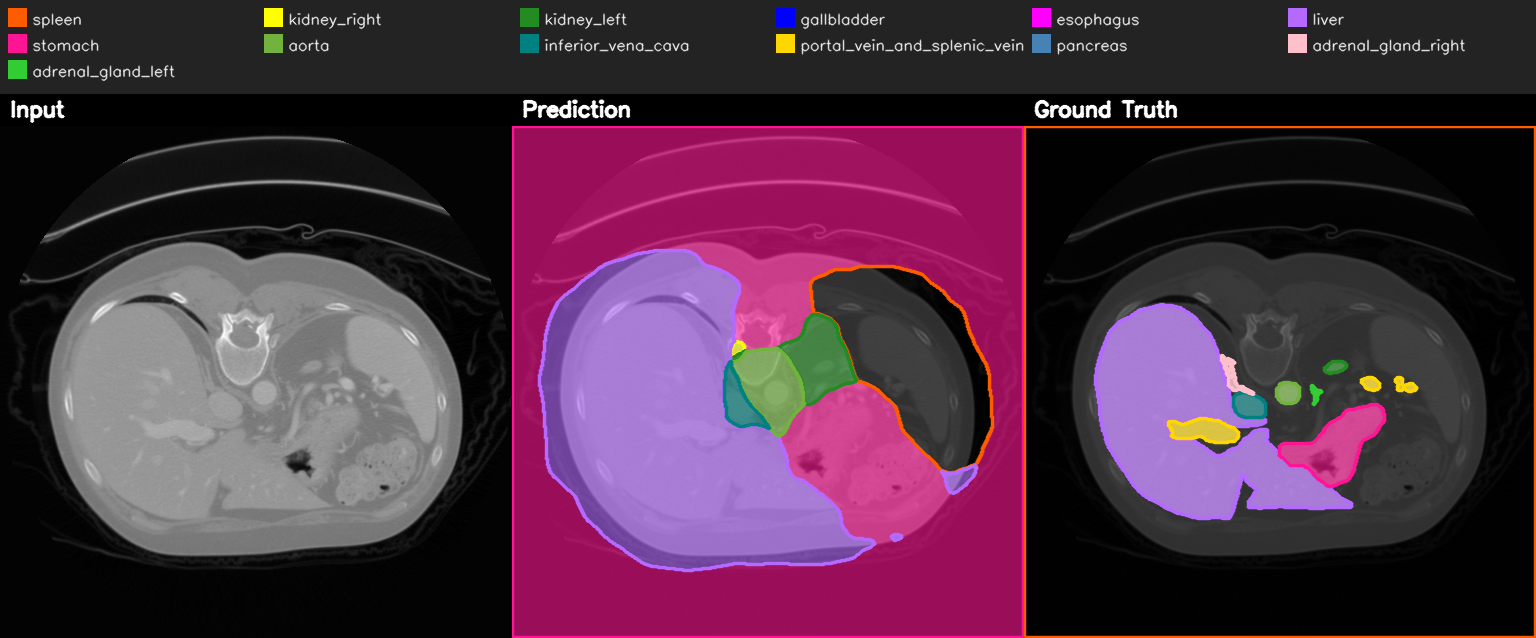 spleen kidney_right kidney_left gallbladder esophagus liver
stomach aorta inferior_vena_cava portal_vein_and_splenic_vein pancreas adrenal_gland_right
adrenal_gland_left
Input Prediction Ground Truth